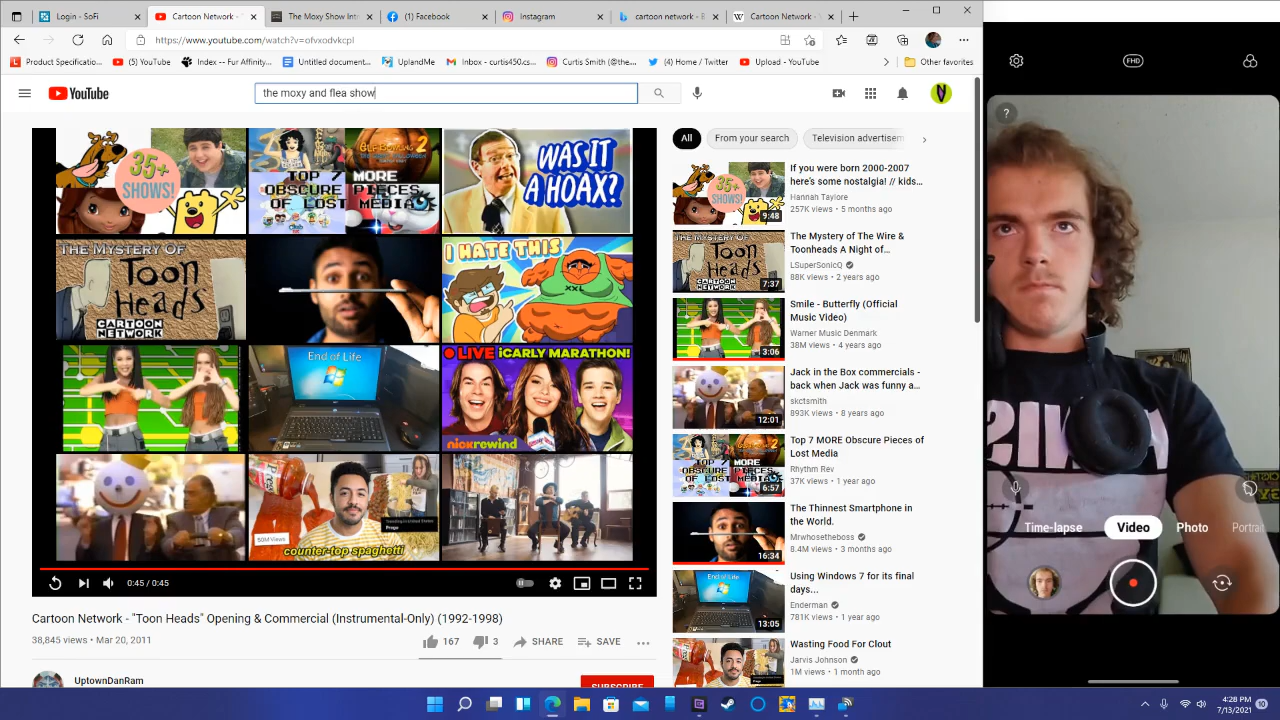 Login - SoFi
Cartoon Network -
The Moxy Show Intro
(1) Facebook
Instagram
cartoon network - B
Cartoon Network - V
https://www.youtube.com/watch?v=ofvxodvkcpI
Product Specificatio...
(5) YouTube
Index -- Fur Affinity...
Untitled document...
UplandMe
Inbox - curtis450.cs...
Curtis Smith (@the...
(4) Home / Twitter
Upload - YouTube
Other favorites
YouTube
the moxy and flea show
35+
SHOWS!
TOP 7
OBSCURE
OF LOST
MORE
PIECES
MEDIA
WAS IT
A HOAX?
THE MYSTERY OF
Toon
Heads
CARTOON
NETWORK
I HATE THIS
XXL
End of Life
LIVE iCARLY MARATHON!
nickrewind
50M Views
counter-top spaghetti
0:45 / 0:45
Cartoon Network - "Toon Heads" Opening & Commercial (Instrumental-Only) (1992-1998)
38,845 views • Mar 20, 2011
167
3
SHARE
SAVE
UptownDanRam
SUBSCRIBE
All
From your search
Television advertisem
If you were born 2000-2007
here's some nostalgia! // kids...
Hannah Taylore
257K views • 5 months ago
9:48
The Mystery of The Wire &
Toonheads A Night of...
LSuperSonicQ
88K views • 2 years ago
7:37
Smile - Butterfly (Official
Music Video)
Warner Music Denmark
38M views • 4 years ago
3:06
Jack in the Box commercials -
back when Jack was funny a...
skctsmith
893K views • 8 years ago
12:01
Top 7 MORE Obscure Pieces of
Lost Media
Rhythm Rev
37K views • 1 year ago
6:57
The Thinnest Smartphone in
the World...
Mrwhosetheboss
8.4M views • 3 months ago
16:34
Using Windows 7 for its final
days...
Enderman
781K views • 1 year ago
13:05
Wasting Food For Clout
Jarvis Johnson
1M views • 1 month ago
FHD
?
Time-lapse
Video
Photo
Portrai
4:28 PM
7/13/2021
10